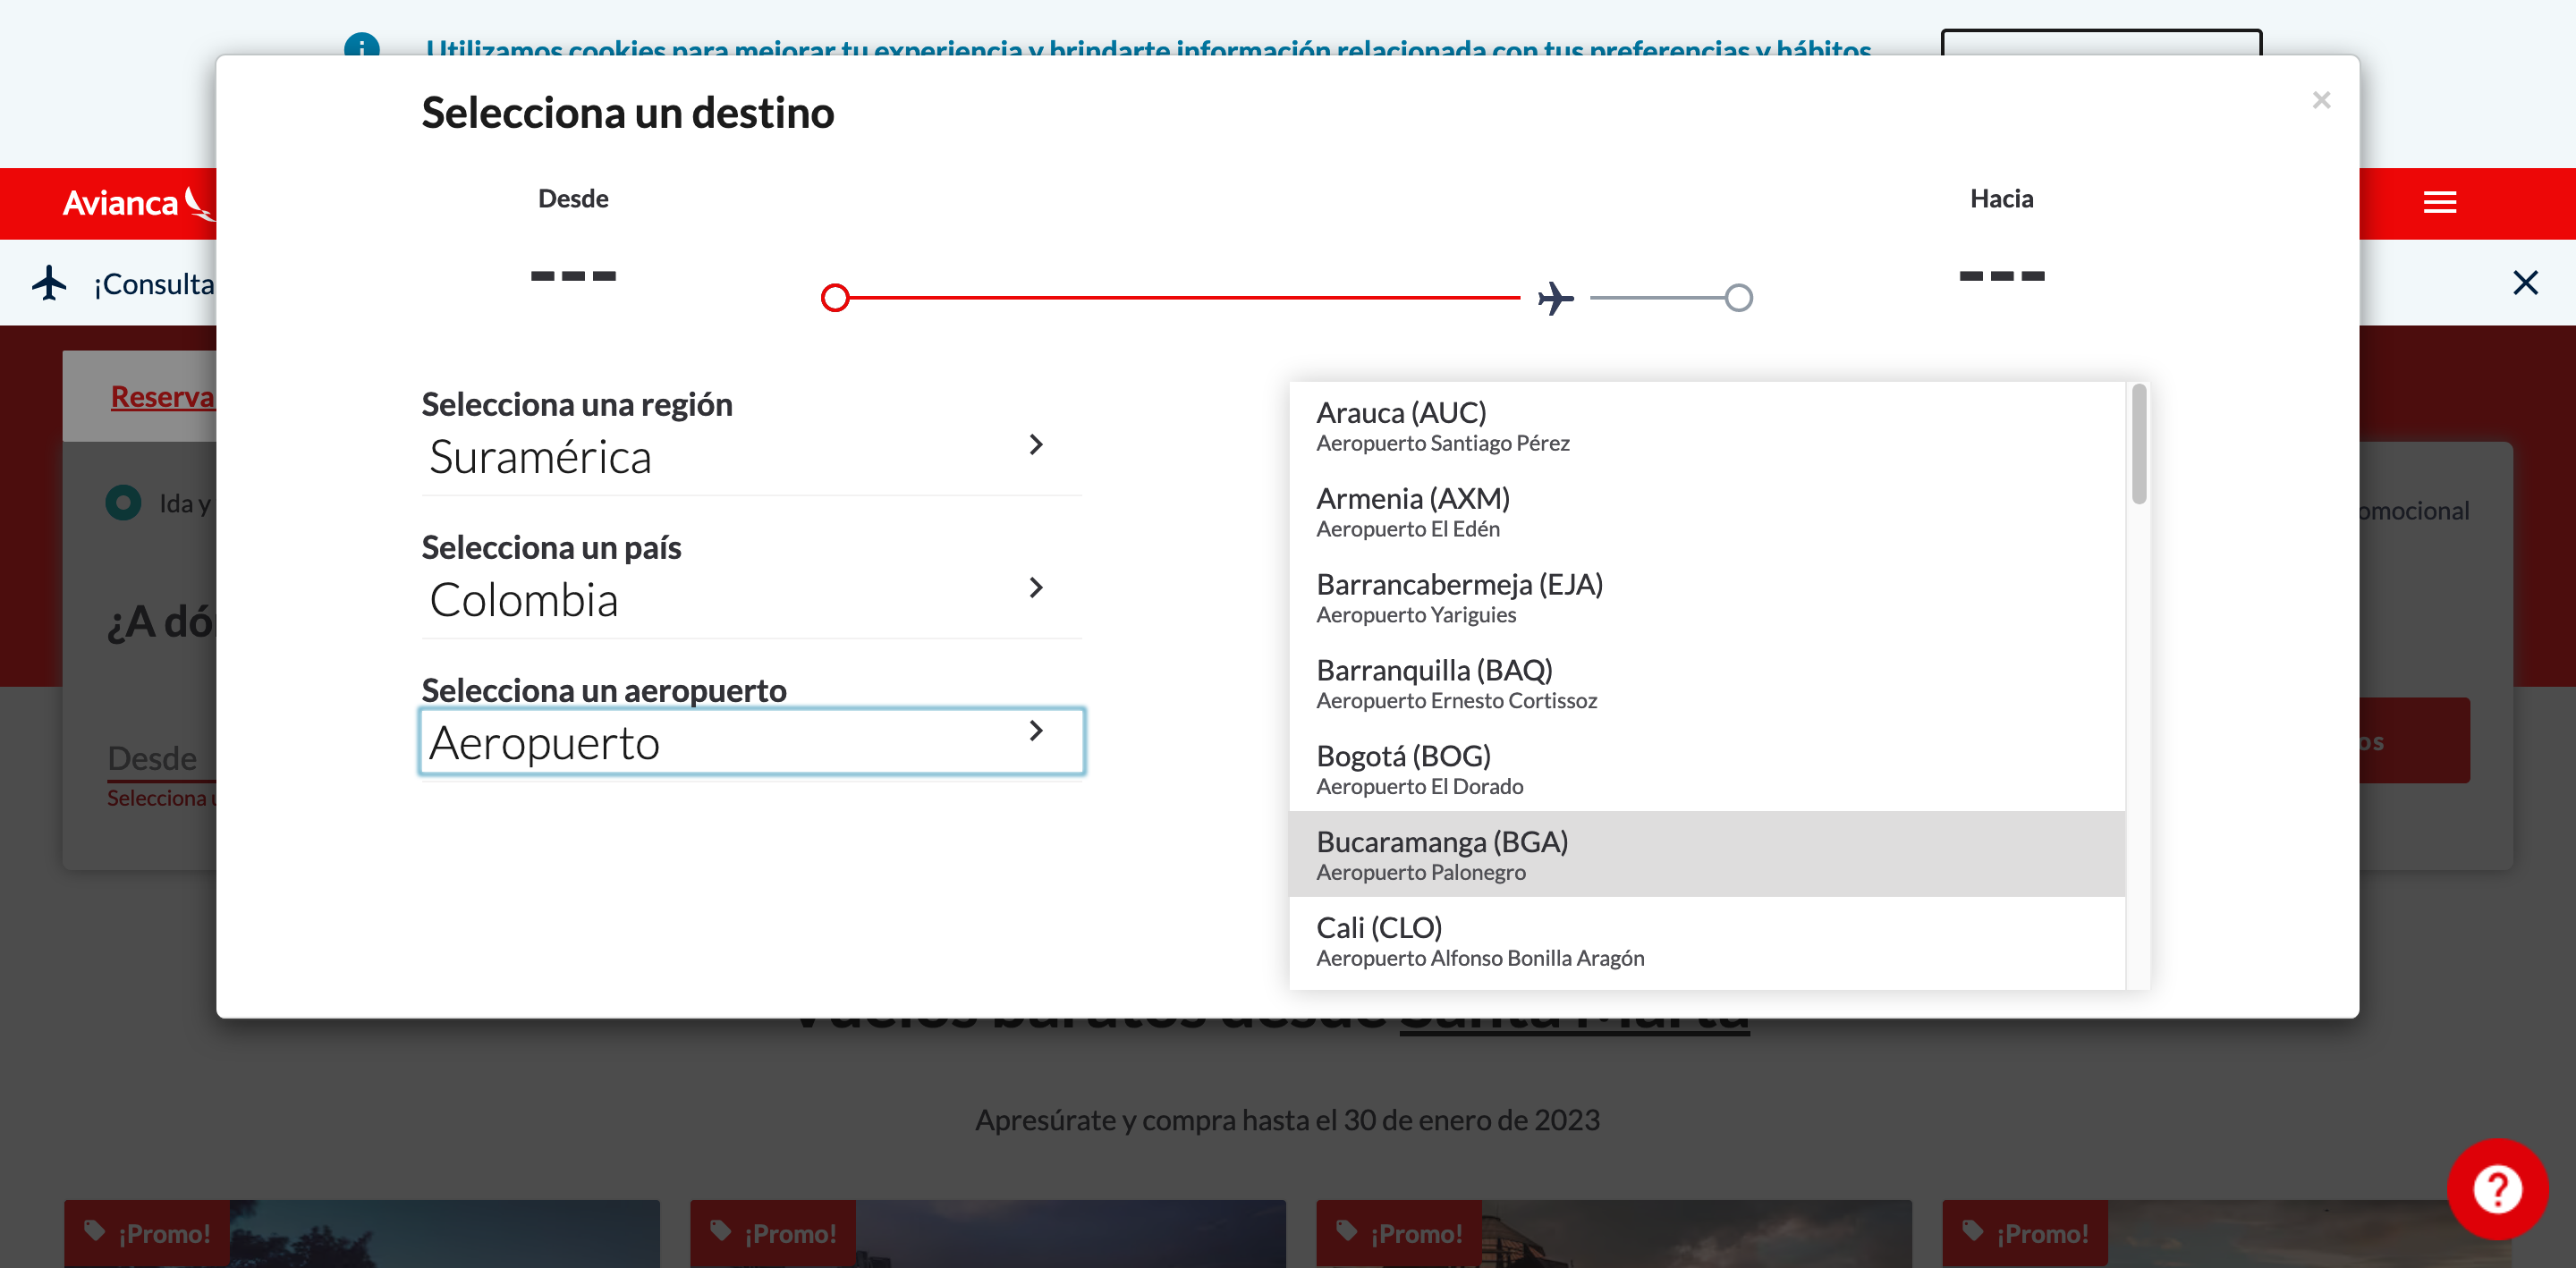 Utilizamos cookies para mejorar tu experiencia y brindarte información relacionada con tus preferencias y hábitos
Selecciona un destino
×
Desde
Hacia
Avianca
---
---
¡Consulta
Reserva
Selecciona una región
Suramérica
Selecciona un país
Colombia
Selecciona un aeropuerto
Aeropuerto
Arauca (AUC)
Aeropuerto Santiago Pérez
Armenia (AXM)
Aeropuerto El Edén
Barrancabermeja (EJA)
Aeropuerto Yariguies
Barranquilla (BAQ)
Aeropuerto Ernesto Cortissoz
Bogotá (BOG)
Aeropuerto El Dorado
Bucaramanga (BGA)
Aeropuerto Palonegro
Cali (CLO)
Aeropuerto Alfonso Bonilla Aragón
Ida y
omocional
¿A dó
Desde
Selecciona
os
Vuelos baratos desde Santa Marta
Apresúrate y compra hasta el 30 de enero de 2023
¡Promo!
¡Promo!
¡Promo!
¡Promo!